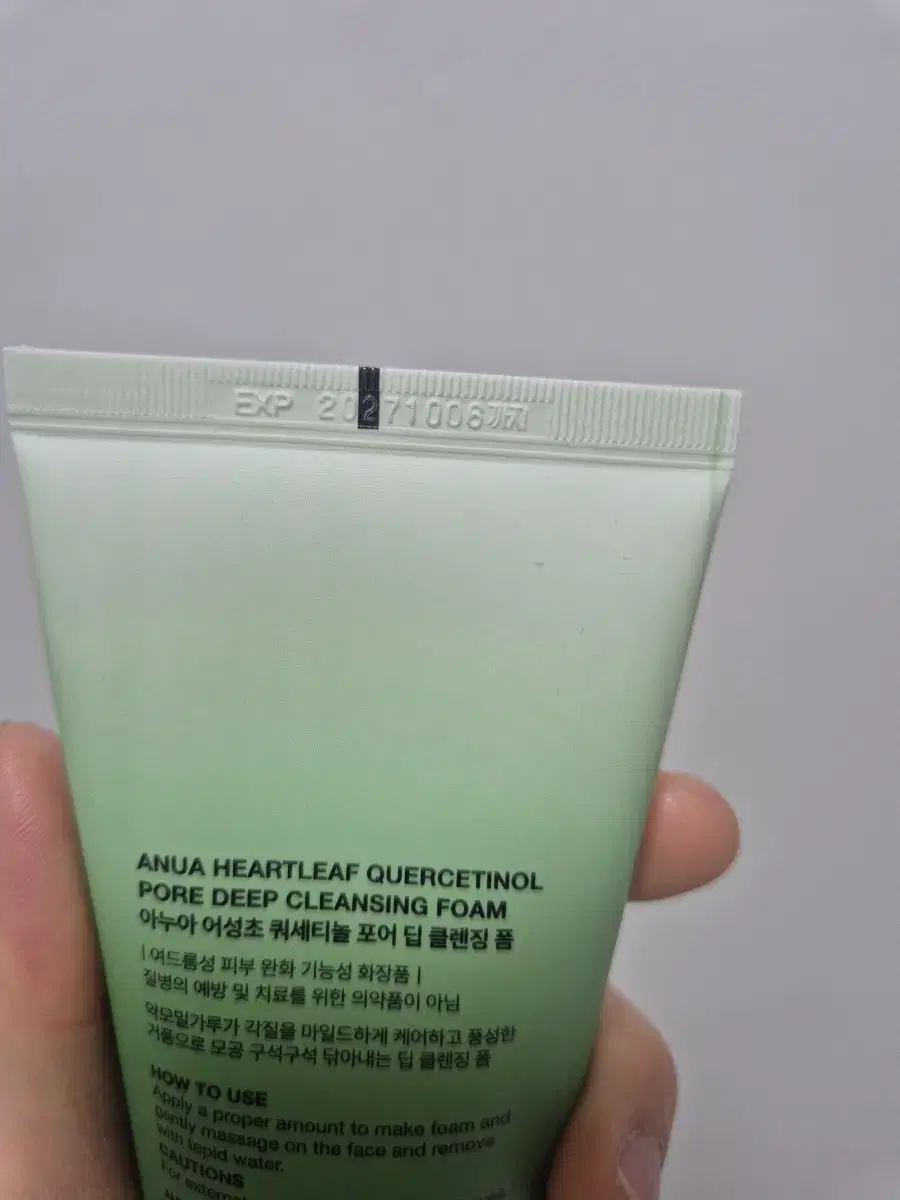 EXP 20271006까지
ANUA HEARTLEAF QUERCETINOL
PORE DEEP CLEANSING FOAM
아누아 어성초 쿼세티놀 포어 딥 클렌징 폼
| 여드름성 피부 완화 기능성 화장품 |
질병의 예방 및 치료를 위한 의약품이 아님
약모밀가루가 각질을 마일드하게 케어하고 풍성한
거품으로 모공 구석구석 닦아내는 딥 클렌징 폼
HOW TO USE
Apply a proper amount to make foam and
gently massage on the face and remove
with tepid water.
CAUTIONS
For external